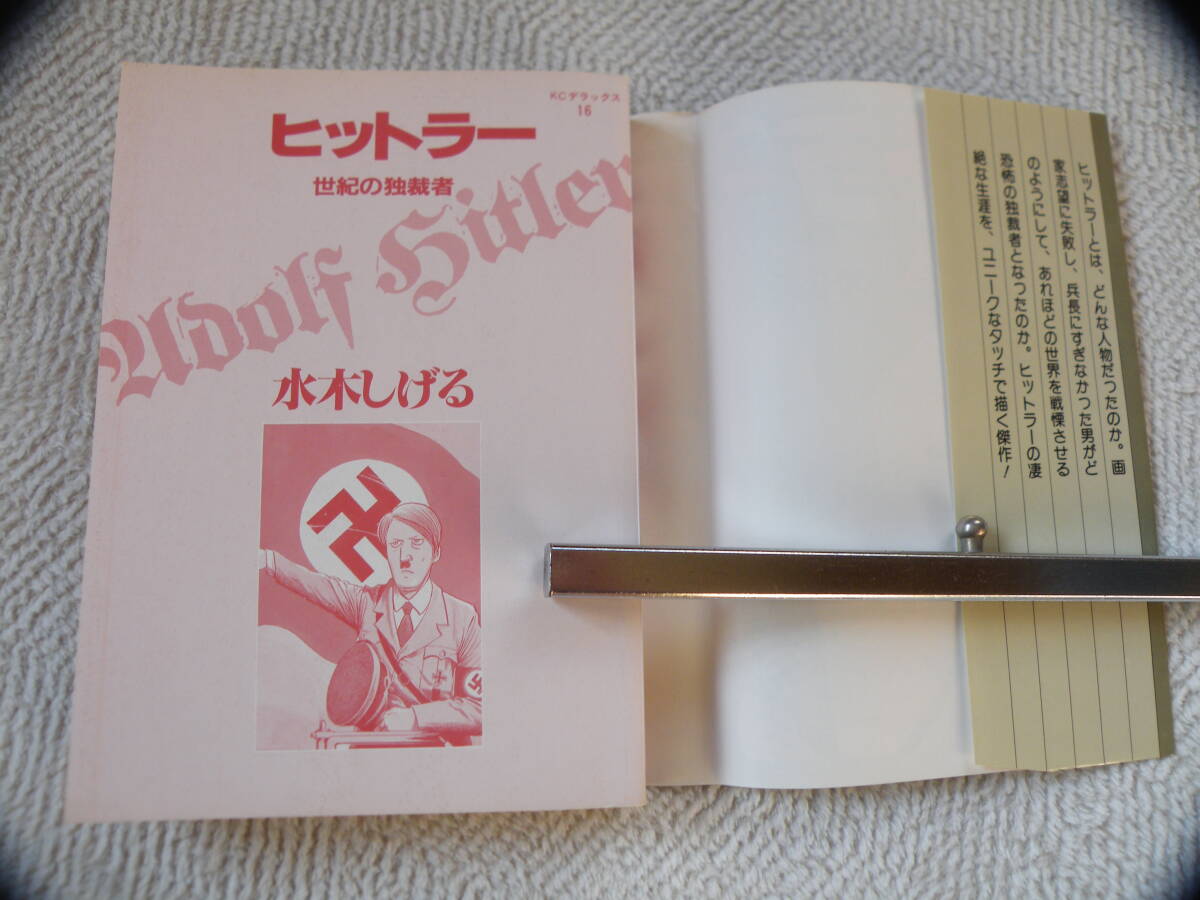 KCデラックス
16
ヒットラー
世紀の独裁者
Adolf Hitler
水木しげる
ヒットラーとは、どんな人物だったのか。画
家志望に失敗し、兵長にすぎなかった男がど
のようにして、あれほどの世界を戦慄させる
恐怖の独裁者となったのか。ヒットラーの凄
絶な生涯を、ユニークなタッチで描く傑作！